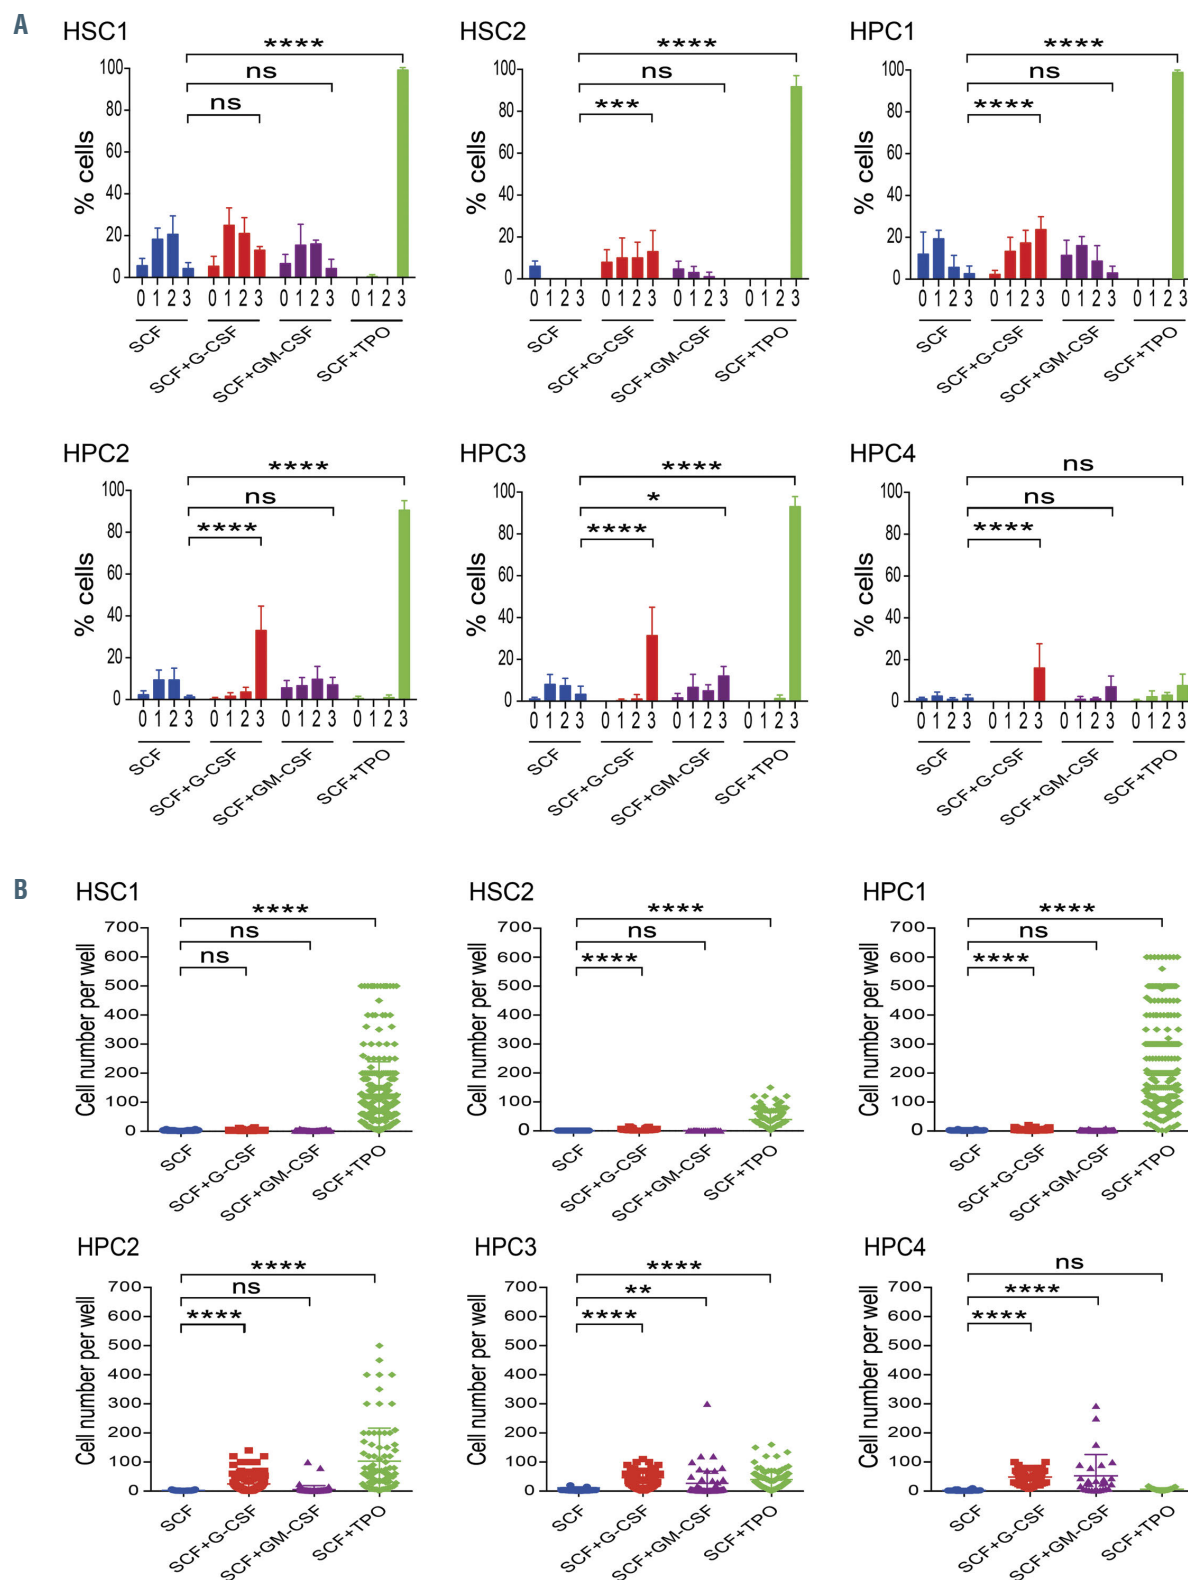 A
HSC1
HSC2
HPC1
****
****
****
ns
ns
ns
ns
***
****
100
80
60
40
20
0
% cells
100
80
60
40
20
0
% cells
100
80
60
40
20
0
% cells
0 1 2 3 0 1 2 3 0 1 2 3 0 1 2 3
0 1 2 3 0 1 2 3 0 1 2 3 0 1 2 3
0 1 2 3 0 1 2 3 0 1 2 3 0 1 2 3
SCF SCF+G-CSF SCF+GM-CSF SCF+TPO
SCF SCF+G-CSF SCF+GM-CSF SCF+TPO
SCF SCF+G-CSF SCF+GM-CSF SCF+TPO
HPC2
HPC3
HPC4
****
****
ns
ns
*
ns
****
****
****
100
80
60
40
20
0
% cells
100
80
60
40
20
0
% cells
100
80
60
40
20
0
% cells
0 1 2 3 0 1 2 3 0 1 2 3 0 1 2 3
0 1 2 3 0 1 2 3 0 1 2 3 0 1 2 3
0 1 2 3 0 1 2 3 0 1 2 3 0 1 2 3
SCF SCF+G-CSF SCF+GM-CSF SCF+TPO
SCF SCF+G-CSF SCF+GM-CSF SCF+TPO
SCF SCF+G-CSF SCF+GM-CSF SCF+TPO
B
HSC1
HSC2
HPC1
****
****
****
ns
ns
ns
ns
****
****
700
600
500
400
300
200
100
0
Cell number per well
700
600
500
400
300
200
100
0
Cell number per well
700
600
500
400
300
200
100
0
Cell number per well
SCF SCF+G-CSF SCF+GM-CSF SCF+TPO
SCF SCF+G-CSF SCF+GM-CSF SCF+TPO
SCF SCF+G-CSF SCF+GM-CSF SCF+TPO
HPC2
HPC3
HPC4
****
****
ns
ns
**
****
****
****
****
700
600
500
400
300
200
100
0
Cell number per well
700
600
500
400
300
200
100
0
Cell number per well
700
600
500
400
300
200
100
0
Cell number per well
SCF SCF+G-CSF SCF+GM-CSF SCF+TPO
SCF SCF+G-CSF SCF+GM-CSF SCF+TPO
SCF SCF+G-CSF SCF+GM-CSF SCF+TPO